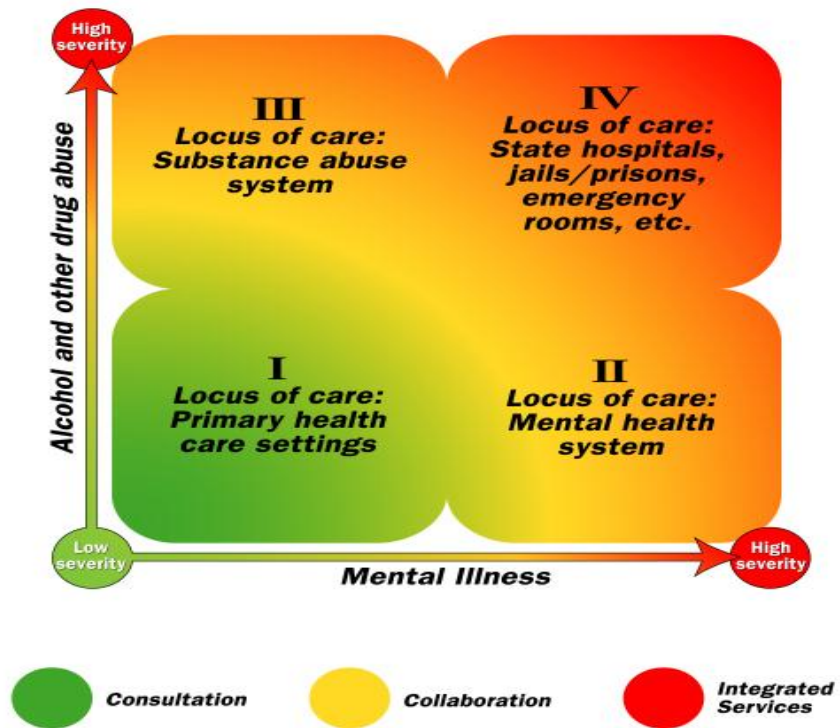 High
severity
III
Locus of care:
Substance abuse
system
IV
Locus of care:
State hospitals,
jails/prisons,
emergency
rooms, etc.
Alcohol and other drug abuse
I
Locus of care:
Primary health
care settings
II
Locus of care:
Mental health
system
Low
severity
Mental Illness
High
severity
Consultation
Collaboration
Integrated
Services